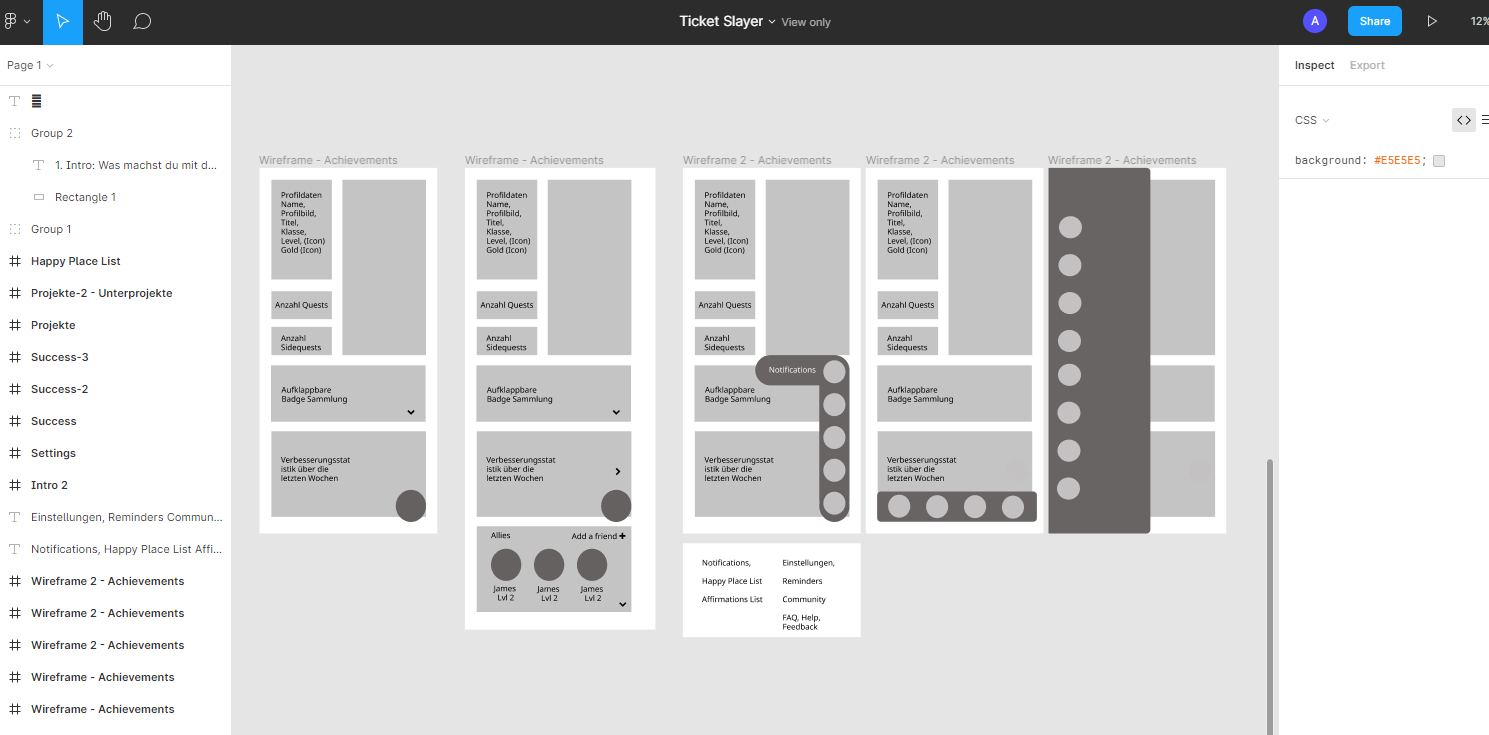 Ticket Slayer
View only
A
Share
12%
Page 1
Group 2
1. Intro: Was machst du mit d...
Rectangle 1
Group 1
Happy Place List
Projekte-2 - Unterprojekte
Projekte
Success-3
Success-2
Success
Settings
Intro 2
Einstellungen, Reminders Commun...
Notifications, Happy Place List Affi...
Wireframe 2 - Achievements
Wireframe 2 - Achievements
Wireframe 2 - Achievements
Wireframe - Achievements
Wireframe - Achievements
Wireframe - Achievements
Profildaten
Name,
Profilbild,
Titel,
Klasse,
Level, (Icon)
Gold (Icon)
Anzahl Quests
Anzahl
Sidequests
Aufklappbare
Badge Sammlung
Verbesserungsstat
istik über die
letzten Wochen
Wireframe - Achievements
Profildaten
Name,
Profilbild,
Titel,
Klasse,
Level, (Icon)
Gold (Icon)
Anzahl Quests
Anzahl
Sidequests
Aufklappbare
Badge Sammlung
Verbesserungsstat
istik über die
letzten Wochen
Allies
Add a friend
James
Lvl 2
James
Lvl 2
James
Lvl 2
Wireframe 2 - Achievements
Profildaten
Name,
Profilbild,
Titel,
Klasse,
Level, (Icon)
Gold (Icon)
Anzahl Quests
Anzahl
Sidequests
Notifications
Aufklappbare
Badge Sammlung
Verbesserungsstat
istik über die
letzten Wochen
Notifications,
Happy Place List
Affirmations List
Einstellungen,
Reminders
Community
FAQ, Help,
Feedback
Wireframe 2 - Achievements
Profildaten
Name,
Profilbild,
Titel,
Klasse,
Level, (Icon)
Gold (Icon)
Anzahl Quests
Anzahl
Sidequests
Aufklappbare
Badge Sammlung
Verbesserungsstat
istik über die
letzten Wochen
Wireframe 2 - Achievements
Inspect
Export
CSS
background: #E5E5E5;